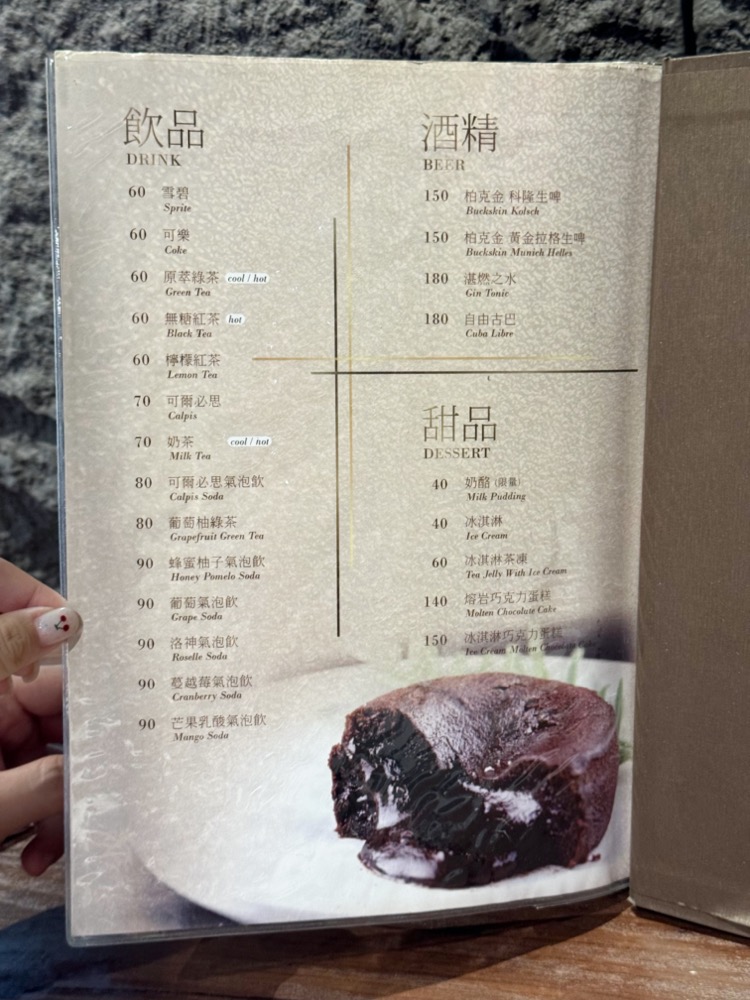 飲品
DRINK
60 雪碧
Sprite
60 可樂
Coke
60 原萃綠茶 cool / hot
Green Tea
60 無糖紅茶 hot
Black Tea
60 檸檬紅茶
Lemon Tea
70 可爾必思
Calpis
70 奶茶 cool / hot
Milk Tea
80 可爾必思氣泡飲
Calpis Soda
80 葡萄柚綠茶
Grapefruit Green Tea
90 蜂蜜柚子氣泡飲
Honey Pomelo Soda
90 葡萄氣泡飲
Grape Soda
90 洛神氣泡飲
Roselle Soda
90 蔓越莓氣泡飲
Cranberry Soda
90 芒果乳酸氣泡飲
Mango Soda
酒精
BEER
150 柏克金 科隆生啤
Buckskin Kolsch
150 柏克金 黃金拉格生啤
Buckskin Munich Helles
180 湛燃之水
Gin Tonic
180 自由古巴
Cuba Libre
甜品
DESSERT
40 奶酪 (限量)
Milk Pudding
40 冰淇淋
Ice Cream
60 冰淇淋茶凍
Tea Jelly With Ice Cream
140 熔岩巧克力蛋糕
Molten Chocolate Cake
150 冰淇淋巧克力蛋糕
Ice Cream Molten